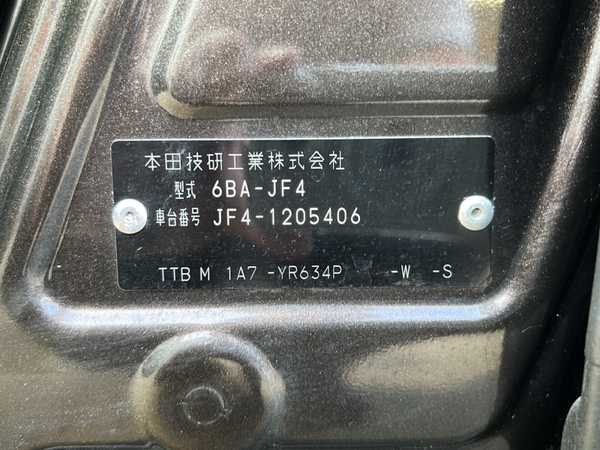 本田技研工業株式会社
型式 6BA-JF4
車台番号 JF4-1205406
TTB M 1A7 -YR634P -W -S